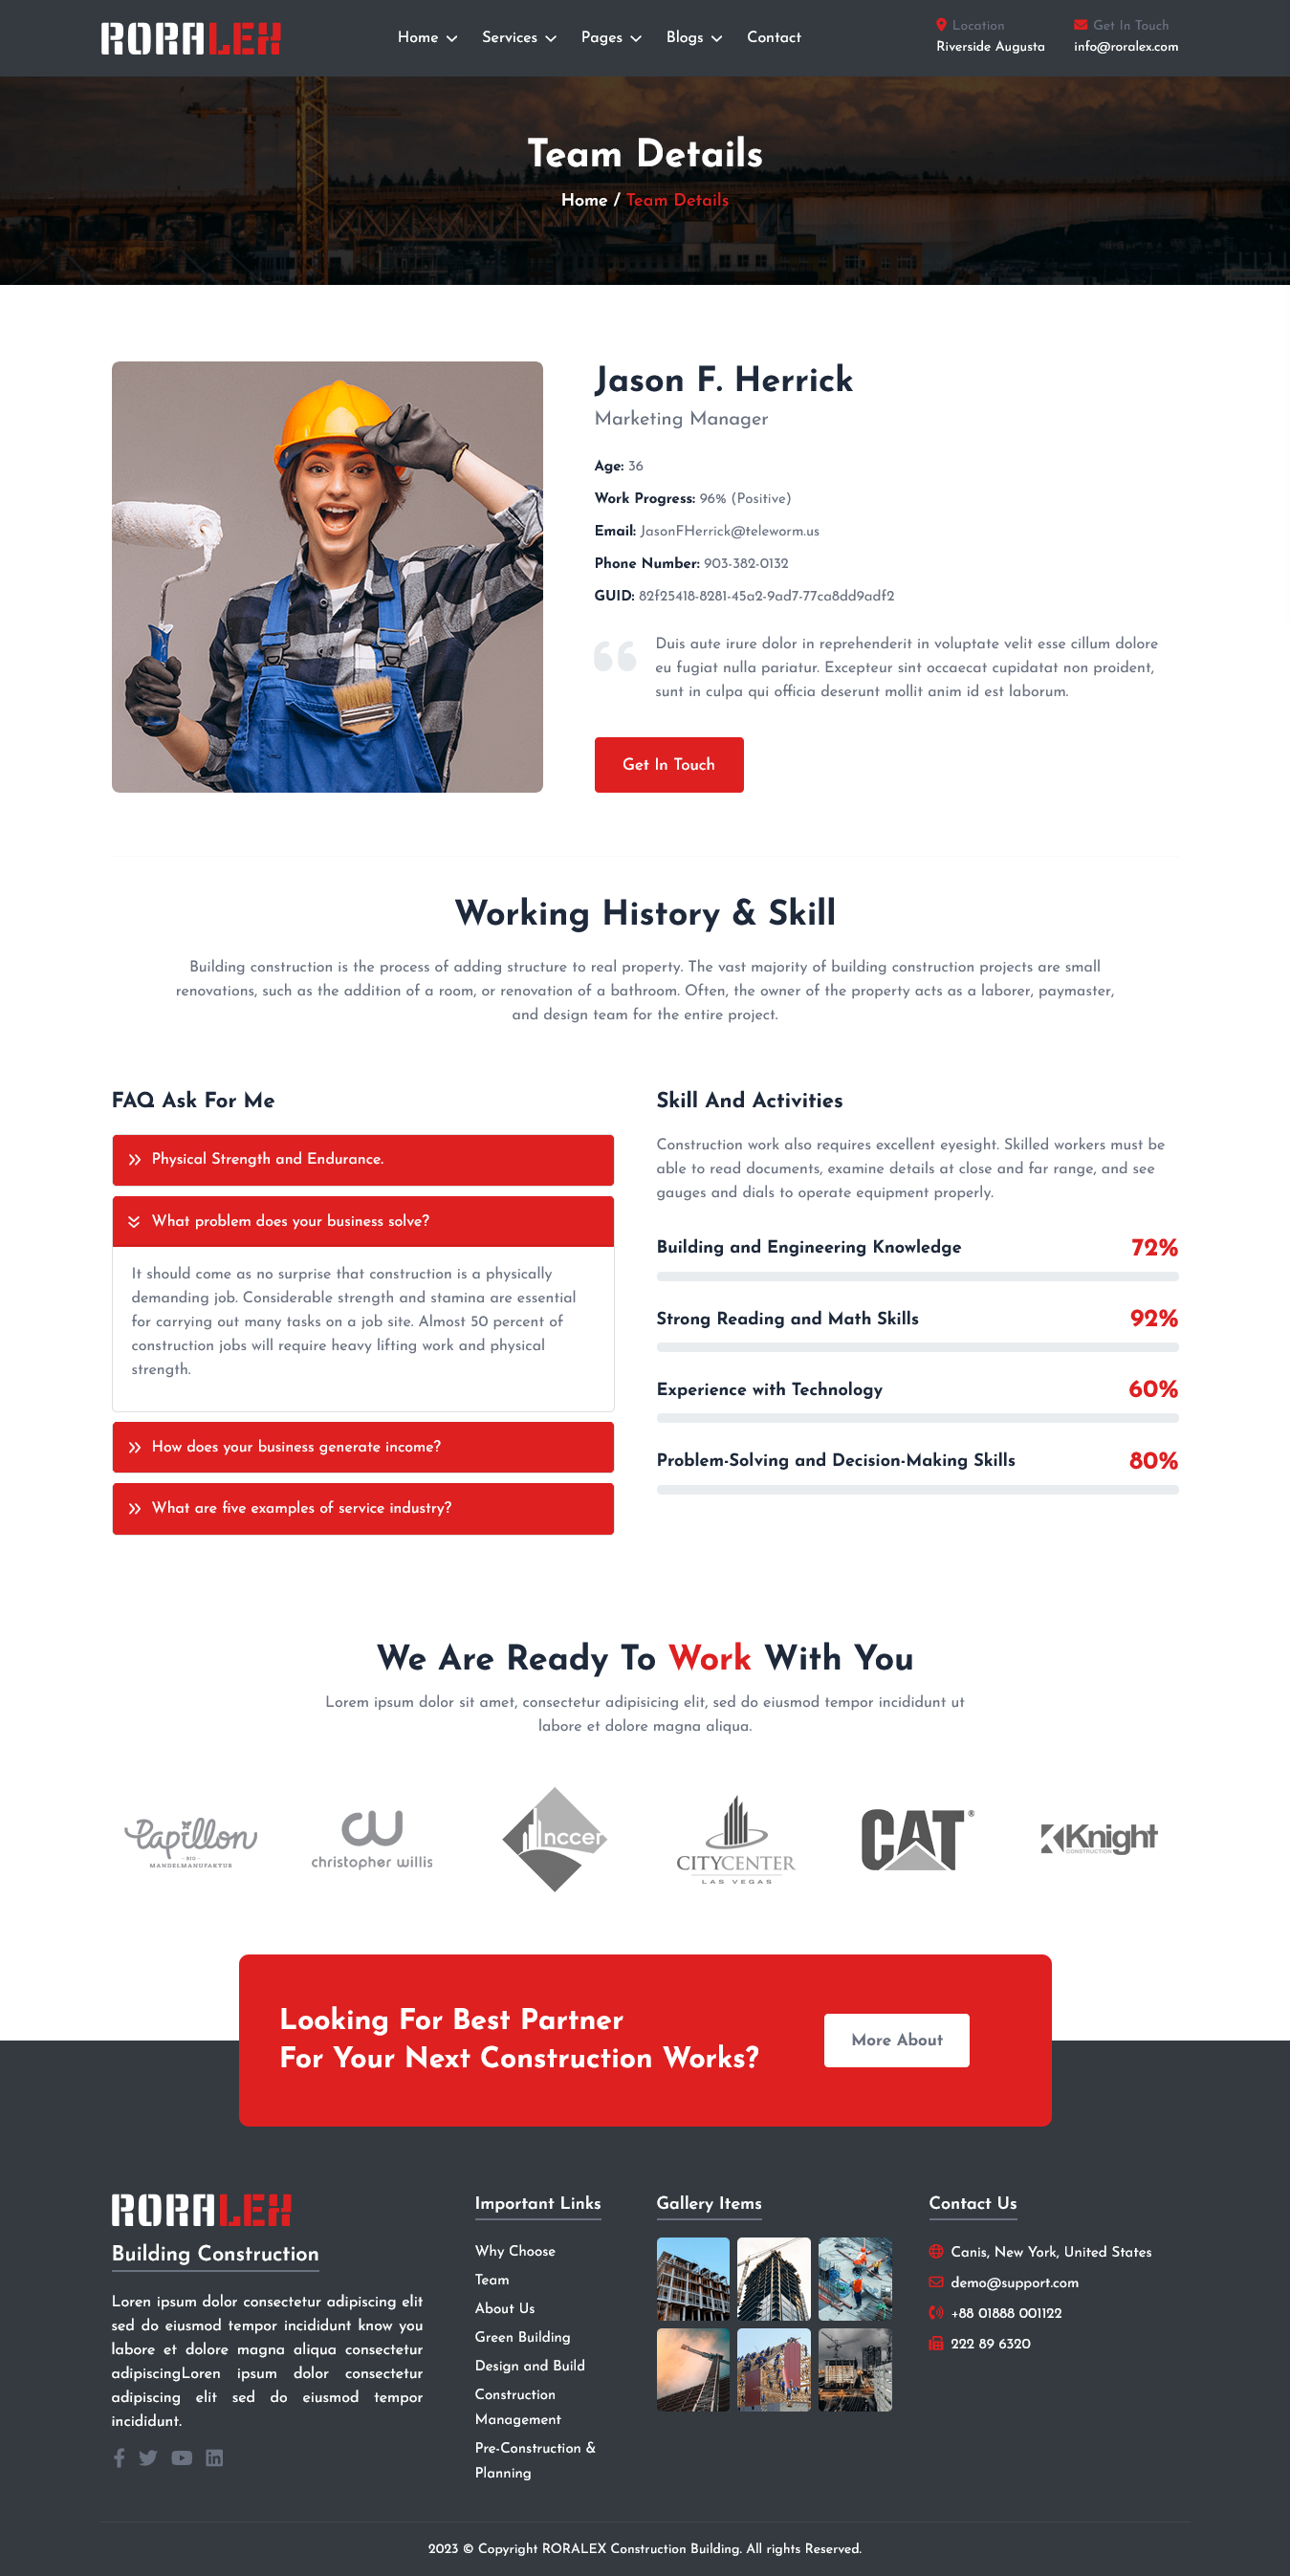 RORALEX
Home
Services
Pages
Blogs
Contact
Location
Riverside Augusta
Get In Touch
info@roralex.com
Team Details
Home / Team Details
Jason F. Herrick
Marketing Manager
Age: 36
Work Progress: 96% (Positive)
Email: JasonFHerrick@teleworm.us
Phone Number: 903-382-0132
GUID: 82f25418-8281-45a2-9ad7-77ca8dd9adf2
Duis aute irure dolor in reprehenderit in voluptate velit esse cillum dolore
eu fugiat nulla pariatur. Excepteur sint occaecat cupidatat non proident,
sunt in culpa qui officia deserunt mollit anim id est laborum.
Get In Touch
Working History & Skill
Building construction is the process of adding structure to real property. The vast majority of building construction projects are small
renovations, such as the addition of a room, or renovation of a bathroom. Often, the owner of the property acts as a laborer, paymaster,
and design team for the entire project.
FAQ Ask For Me
Physical Strength and Endurance.
What problem does your business solve?
It should come as no surprise that construction is a physically
demanding job. Considerable strength and stamina are essential
for carrying out many tasks on a job site. Almost 50 percent of
construction jobs will require heavy lifting work and physical
strength.
How does your business generate income?
What are five examples of service industry?
Skill And Activities
Construction work also requires excellent eyesight. Skilled workers must be
able to read documents, examine details at close and far range, and see
gauges and dials to operate equipment properly.
Building and Engineering Knowledge 72%
Strong Reading and Math Skills 92%
Experience with Technology 60%
Problem-Solving and Decision-Making Skills 80%
We Are Ready To Work With You
Lorem ipsum dolor sit amet, consectetur adipisicing elit, sed do eiusmod tempor incididunt ut
labore et dolore magna aliqua.
Papillon
- BIO -
MANDELMANUFAKTUR
cw
christopher willis
nccer
CITYCENTER
LAS VEGAS
CAT®
Knight
CONSTRUCTION
Looking For Best Partner
For Your Next Construction Works?
More About
RORALEX
Building Construction
Loren ipsum dolor consectetur adipiscing elit
sed do eiusmod tempor incididunt know you
labore et dolore magna aliqua consectetur
adipiscingLoren ipsum dolor consectetur
adipiscing elit sed do eiusmod tempor
incididunt.
Important Links
Why Choose
Team
About Us
Green Building
Design and Build
Construction
Management
Pre-Construction &
Planning
Gallery Items
Contact Us
Canis, New York, United States
demo@support.com
+88 01888 001122
222 89 6320
2023 © Copyright RORALEX Construction Building. All rights Reserved.